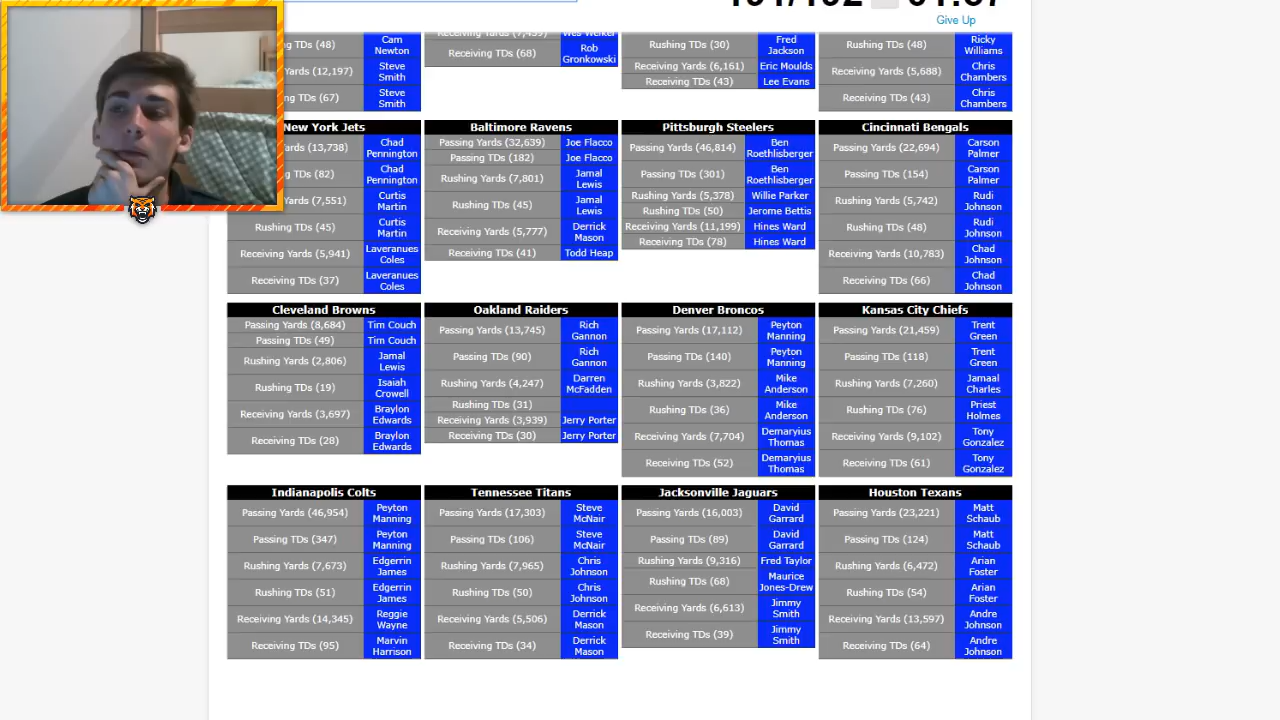 Give Up
g TDs (48) Cam Newton
Yards (12,197) Steve Smith
ng TDs (67) Steve Smith
Receiving TDs (68) Rob Gronkowski
Rushing TDs (30) Fred Jackson
Receiving Yards (6,161) Eric Moulds
Receiving TDs (43) Lee Evans
Rushing TDs (48) Ricky Williams
Receiving Yards (5,688) Chris Chambers
Receiving TDs (43) Chris Chambers
New York Jets
Yards (13,738) Chad Pennington
TDs (82) Chad Pennington
Yards (7,551) Curtis Martin
Rushing TDs (45) Curtis Martin
Receiving Yards (5,941) Laveranues Coles
Receiving TDs (37) Laveranues Coles
Baltimore Ravens
Passing Yards (32,639) Joe Flacco
Passing TDs (182) Joe Flacco
Rushing Yards (7,801) Jamal Lewis
Rushing TDs (45) Jamal Lewis
Receiving Yards (5,777) Derrick Mason
Receiving TDs (41) Todd Heap
Pittsburgh Steelers
Passing Yards (46,814) Ben Roethlisberger
Passing TDs (301) Ben Roethlisberger
Rushing Yards (5,378) Willie Parker
Rushing TDs (50) Jerome Bettis
Receiving Yards (11,199) Hines Ward
Receiving TDs (78) Hines Ward
Cincinnati Bengals
Passing Yards (22,694) Carson Palmer
Passing TDs (154) Carson Palmer
Rushing Yards (5,742) Rudi Johnson
Rushing TDs (48) Rudi Johnson
Receiving Yards (10,783) Chad Johnson
Receiving TDs (66) Chad Johnson
Cleveland Browns
Passing Yards (8,684) Tim Couch
Passing TDs (49) Tim Couch
Rushing Yards (2,806) Jamal Lewis
Rushing TDs (19) Isaiah Crowell
Receiving Yards (3,697) Braylon Edwards
Receiving TDs (28) Braylon Edwards
Oakland Raiders
Passing Yards (13,745) Rich Gannon
Passing TDs (90) Rich Gannon
Rushing Yards (4,247) Darren McFadden
Rushing TDs (31)
Receiving Yards (3,939) Jerry Porter
Receiving TDs (30) Jerry Porter
Denver Broncos
Passing Yards (17,112) Peyton Manning
Passing TDs (140) Peyton Manning
Rushing Yards (3,822) Mike Anderson
Rushing TDs (36) Mike Anderson
Receiving Yards (7,704) Demaryius Thomas
Receiving TDs (52) Demaryius Thomas
Kansas City Chiefs
Passing Yards (21,459) Trent Green
Passing TDs (118) Trent Green
Rushing Yards (7,260) Jamaal Charles
Rushing TDs (76) Priest Holmes
Receiving Yards (9,102) Tony Gonzalez
Receiving TDs (61) Tony Gonzalez
Indianapolis Colts
Passing Yards (46,954) Peyton Manning
Passing TDs (347) Peyton Manning
Rushing Yards (7,673) Edgerrin James
Rushing TDs (51) Edgerrin James
Receiving Yards (14,345) Reggie Wayne
Receiving TDs (95) Marvin Harrison
Tennessee Titans
Passing Yards (17,303) Steve McNair
Passing TDs (106) Steve McNair
Rushing Yards (7,965) Chris Johnson
Rushing TDs (50) Chris Johnson
Receiving Yards (5,506) Derrick Mason
Receiving TDs (34) Derrick Mason
Jacksonville Jaguars
Passing Yards (16,003) David Garrard
Passing TDs (89) David Garrard
Rushing Yards (9,316) Fred Taylor
Rushing TDs (68) Maurice Jones-Drew
Receiving Yards (6,613) Jimmy Smith
Receiving TDs (39) Jimmy Smith
Houston Texans
Passing Yards (23,221) Matt Schaub
Passing TDs (124) Matt Schaub
Rushing Yards (6,472) Arian Foster
Rushing TDs (54) Arian Foster
Receiving Yards (13,597) Andre Johnson
Receiving TDs (64) Andre Johnson